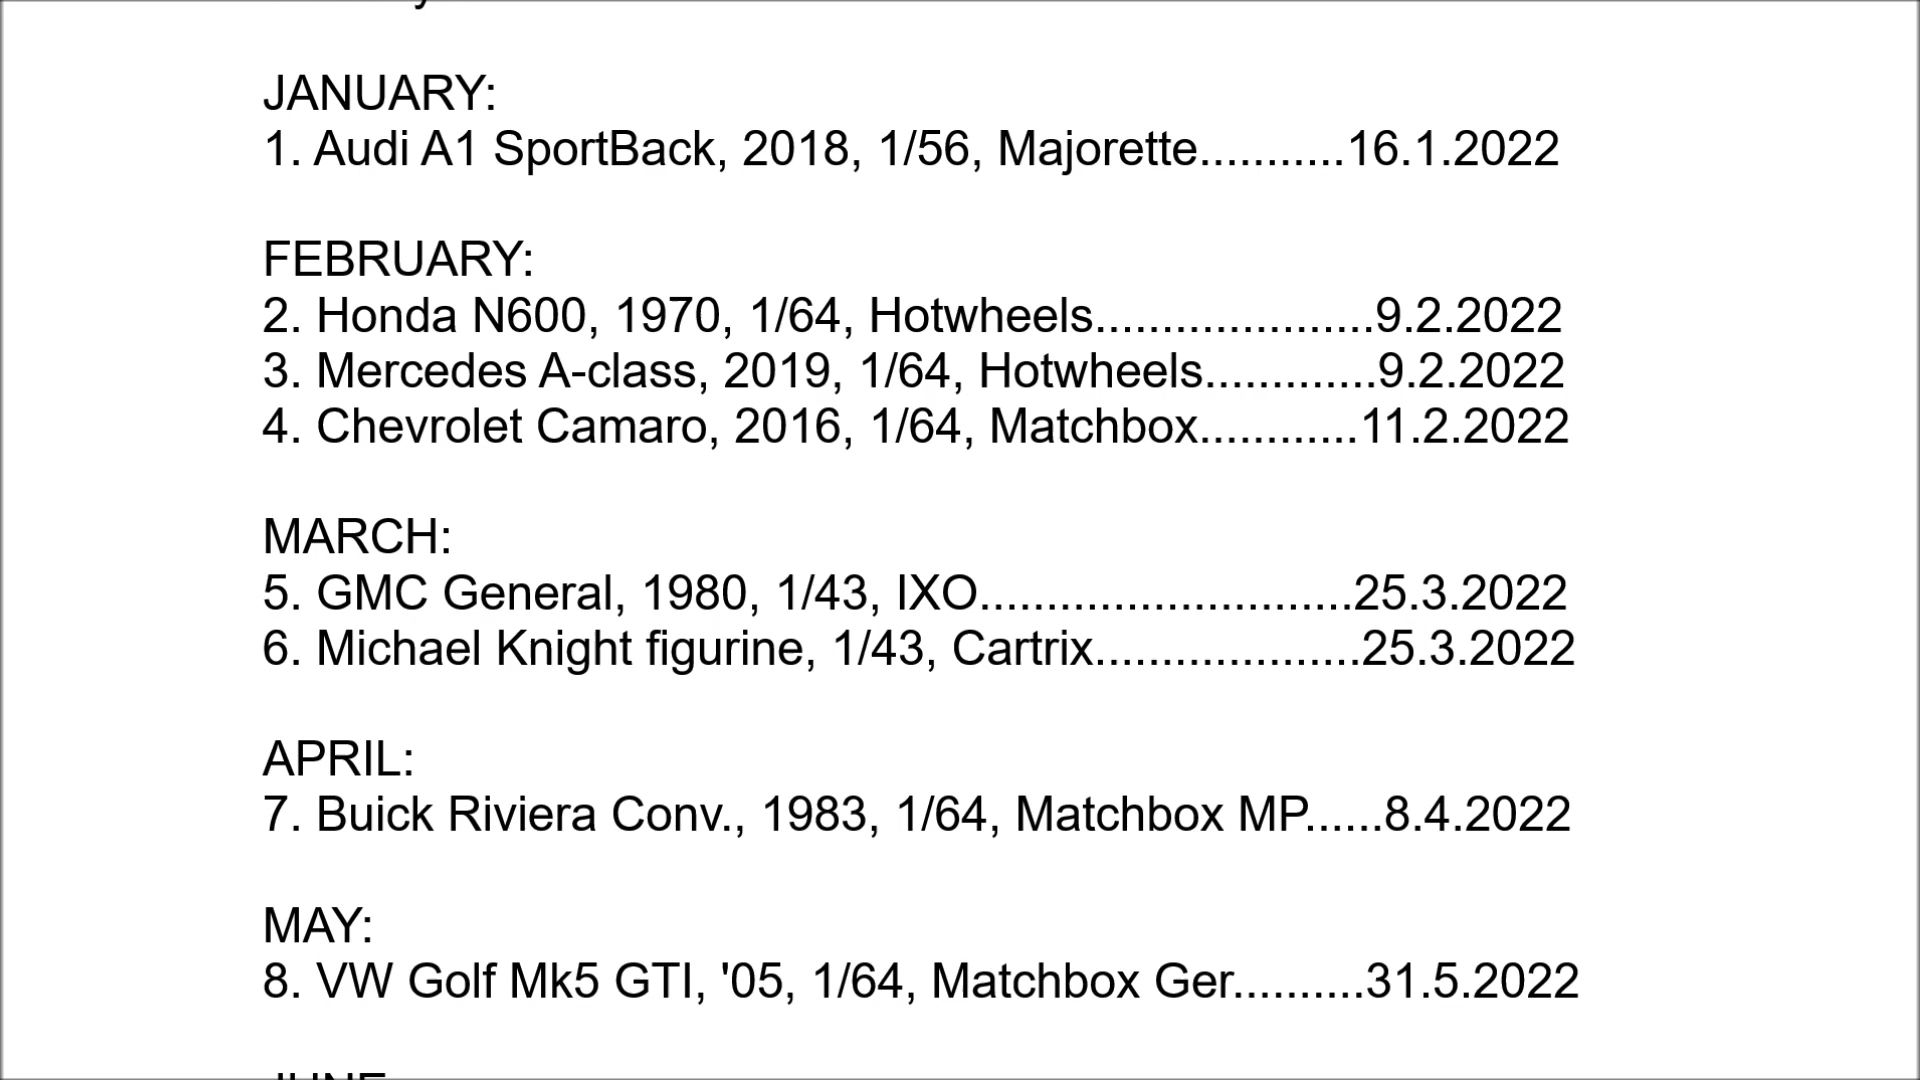 JANUARY:
1. Audi A1 SportBack, 2018, 1/56, Majorette...........16.1.2022
FEBRUARY:
2. Honda N600, 1970, 1/64, Hotwheels.....................9.2.2022
3. Mercedes A-class, 2019, 1/64, Hotwheels.............9.2.2022
4. Chevrolet Camaro, 2016, 1/64, Matchbox............11.2.2022
MARCH:
5. GMC General, 1980, 1/43, IXO............................25.3.2022
6. Michael Knight figurine, 1/43, Cartrix....................25.3.2022
APRIL:
7. Buick Riviera Conv., 1983, 1/64, Matchbox MP......8.4.2022
MAY:
8. VW Golf Mk5 GTI, '05, 1/64, Matchbox Ger..........31.5.2022